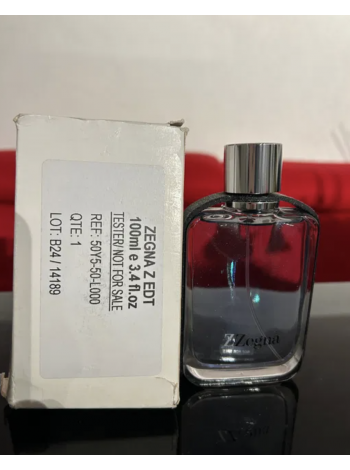 ZEGNA Z EDT
100ml e 3.4 fl.oz
TESTER/NOT FOR SALE
REF: 50Y5-50-L000
QTE: 1
LOT: B24 / 14189
ZZegna